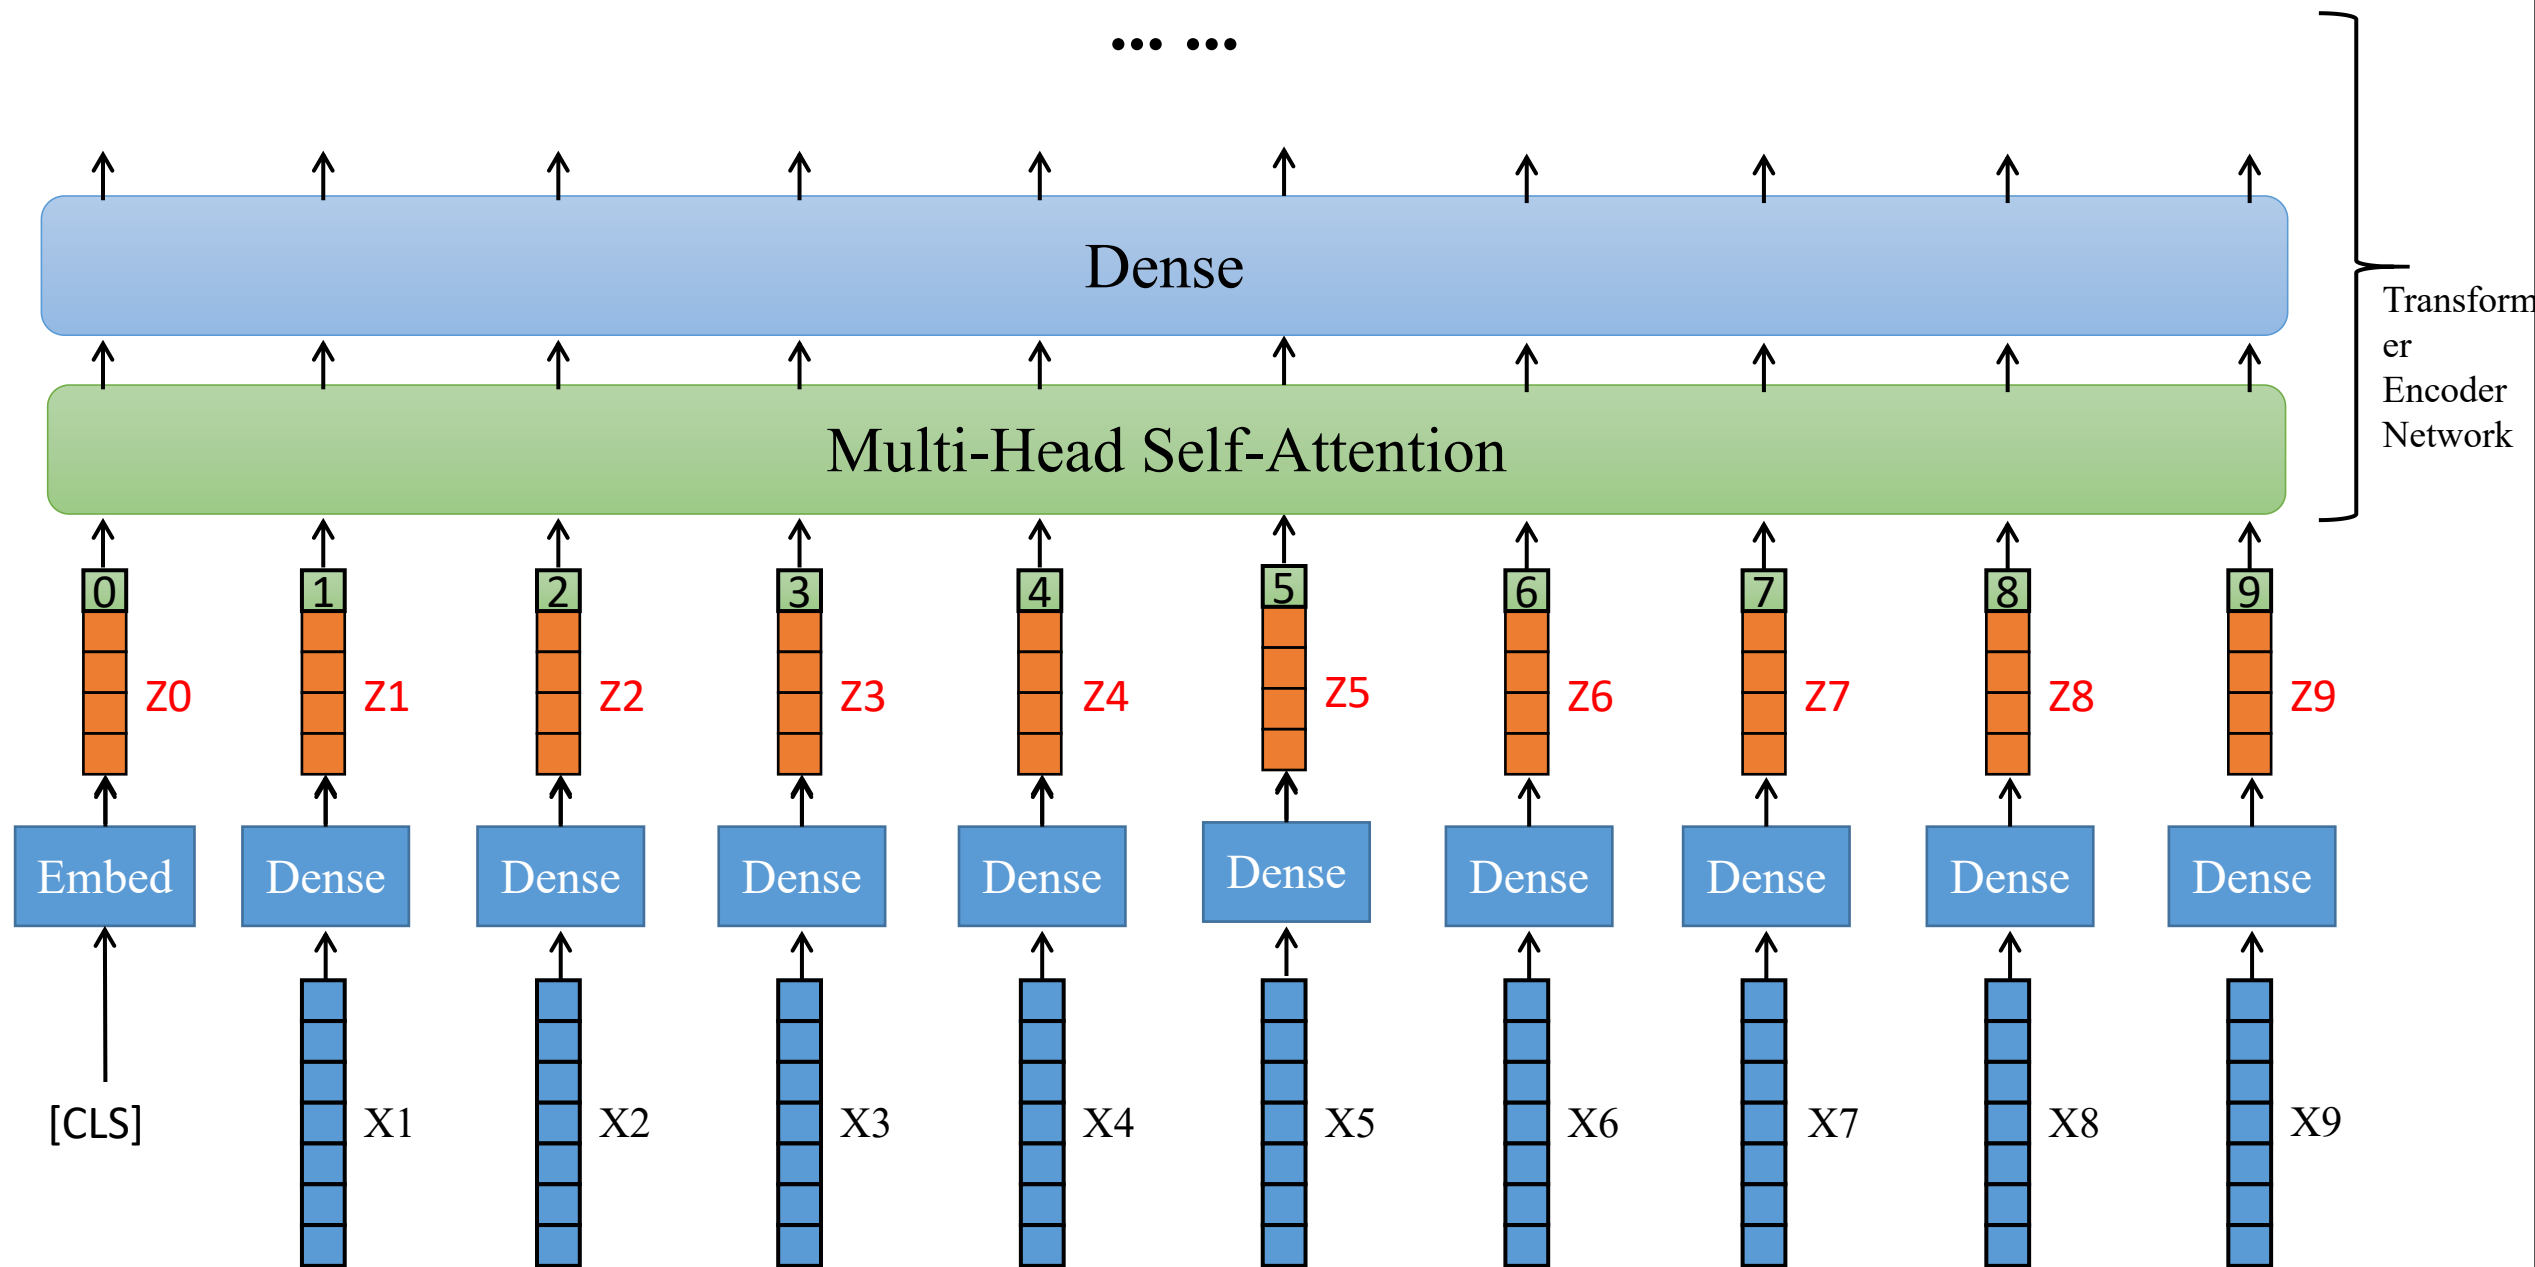 ... ...
Dense
Transform
er
Encoder
Network
Multi-Head Self-Attention
0 1 2 3 4 5 6 7 8 9
Z0 Z1 Z2 Z3 Z4 Z5 Z6 Z7 Z8 Z9
Embed Dense Dense Dense Dense Dense Dense Dense Dense Dense
[CLS] X1 X2 X3 X4 X5 X6 X7 X8 X9